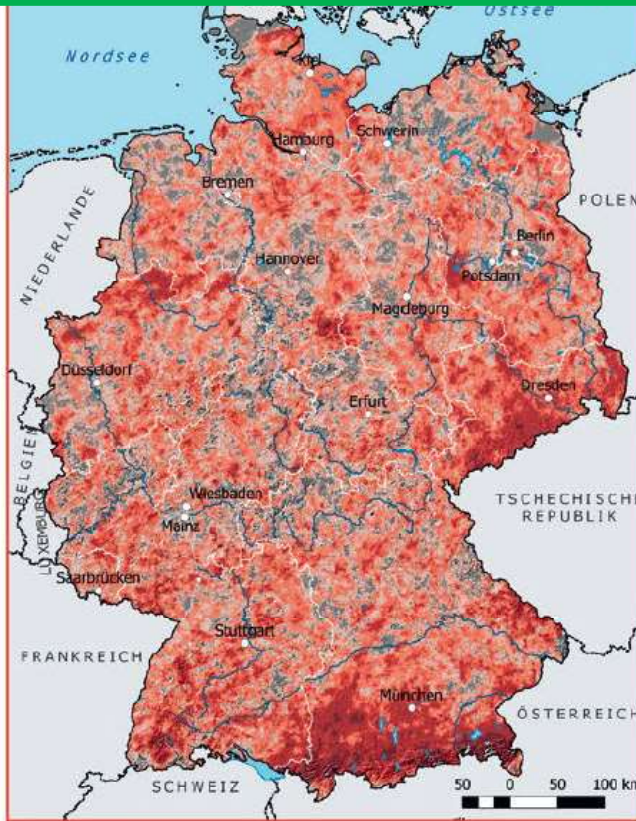 Nordsee
Ostsee
Kiel
Hamburg
Schwerin
Bremen
NIEDERLANDE
POLEN
Berlin
Hannover
Potsdam
Magdeburg
Düsseldorf
Dresden
Erfurt
BELGIEN
Wiesbaden
TSCHECHISCHE
REPUBLIK
Mainz
LUXEMBURG
Saarbrücken
Stuttgart
FRANKREICH
München
ÖSTERREICH
SCHWEIZ
50 0 50 100 km